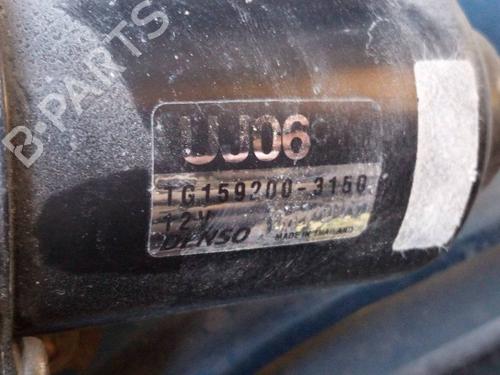 B-PARTS
UJ06
TG159200-3150
12V
DENSO MADE IN THAILAND